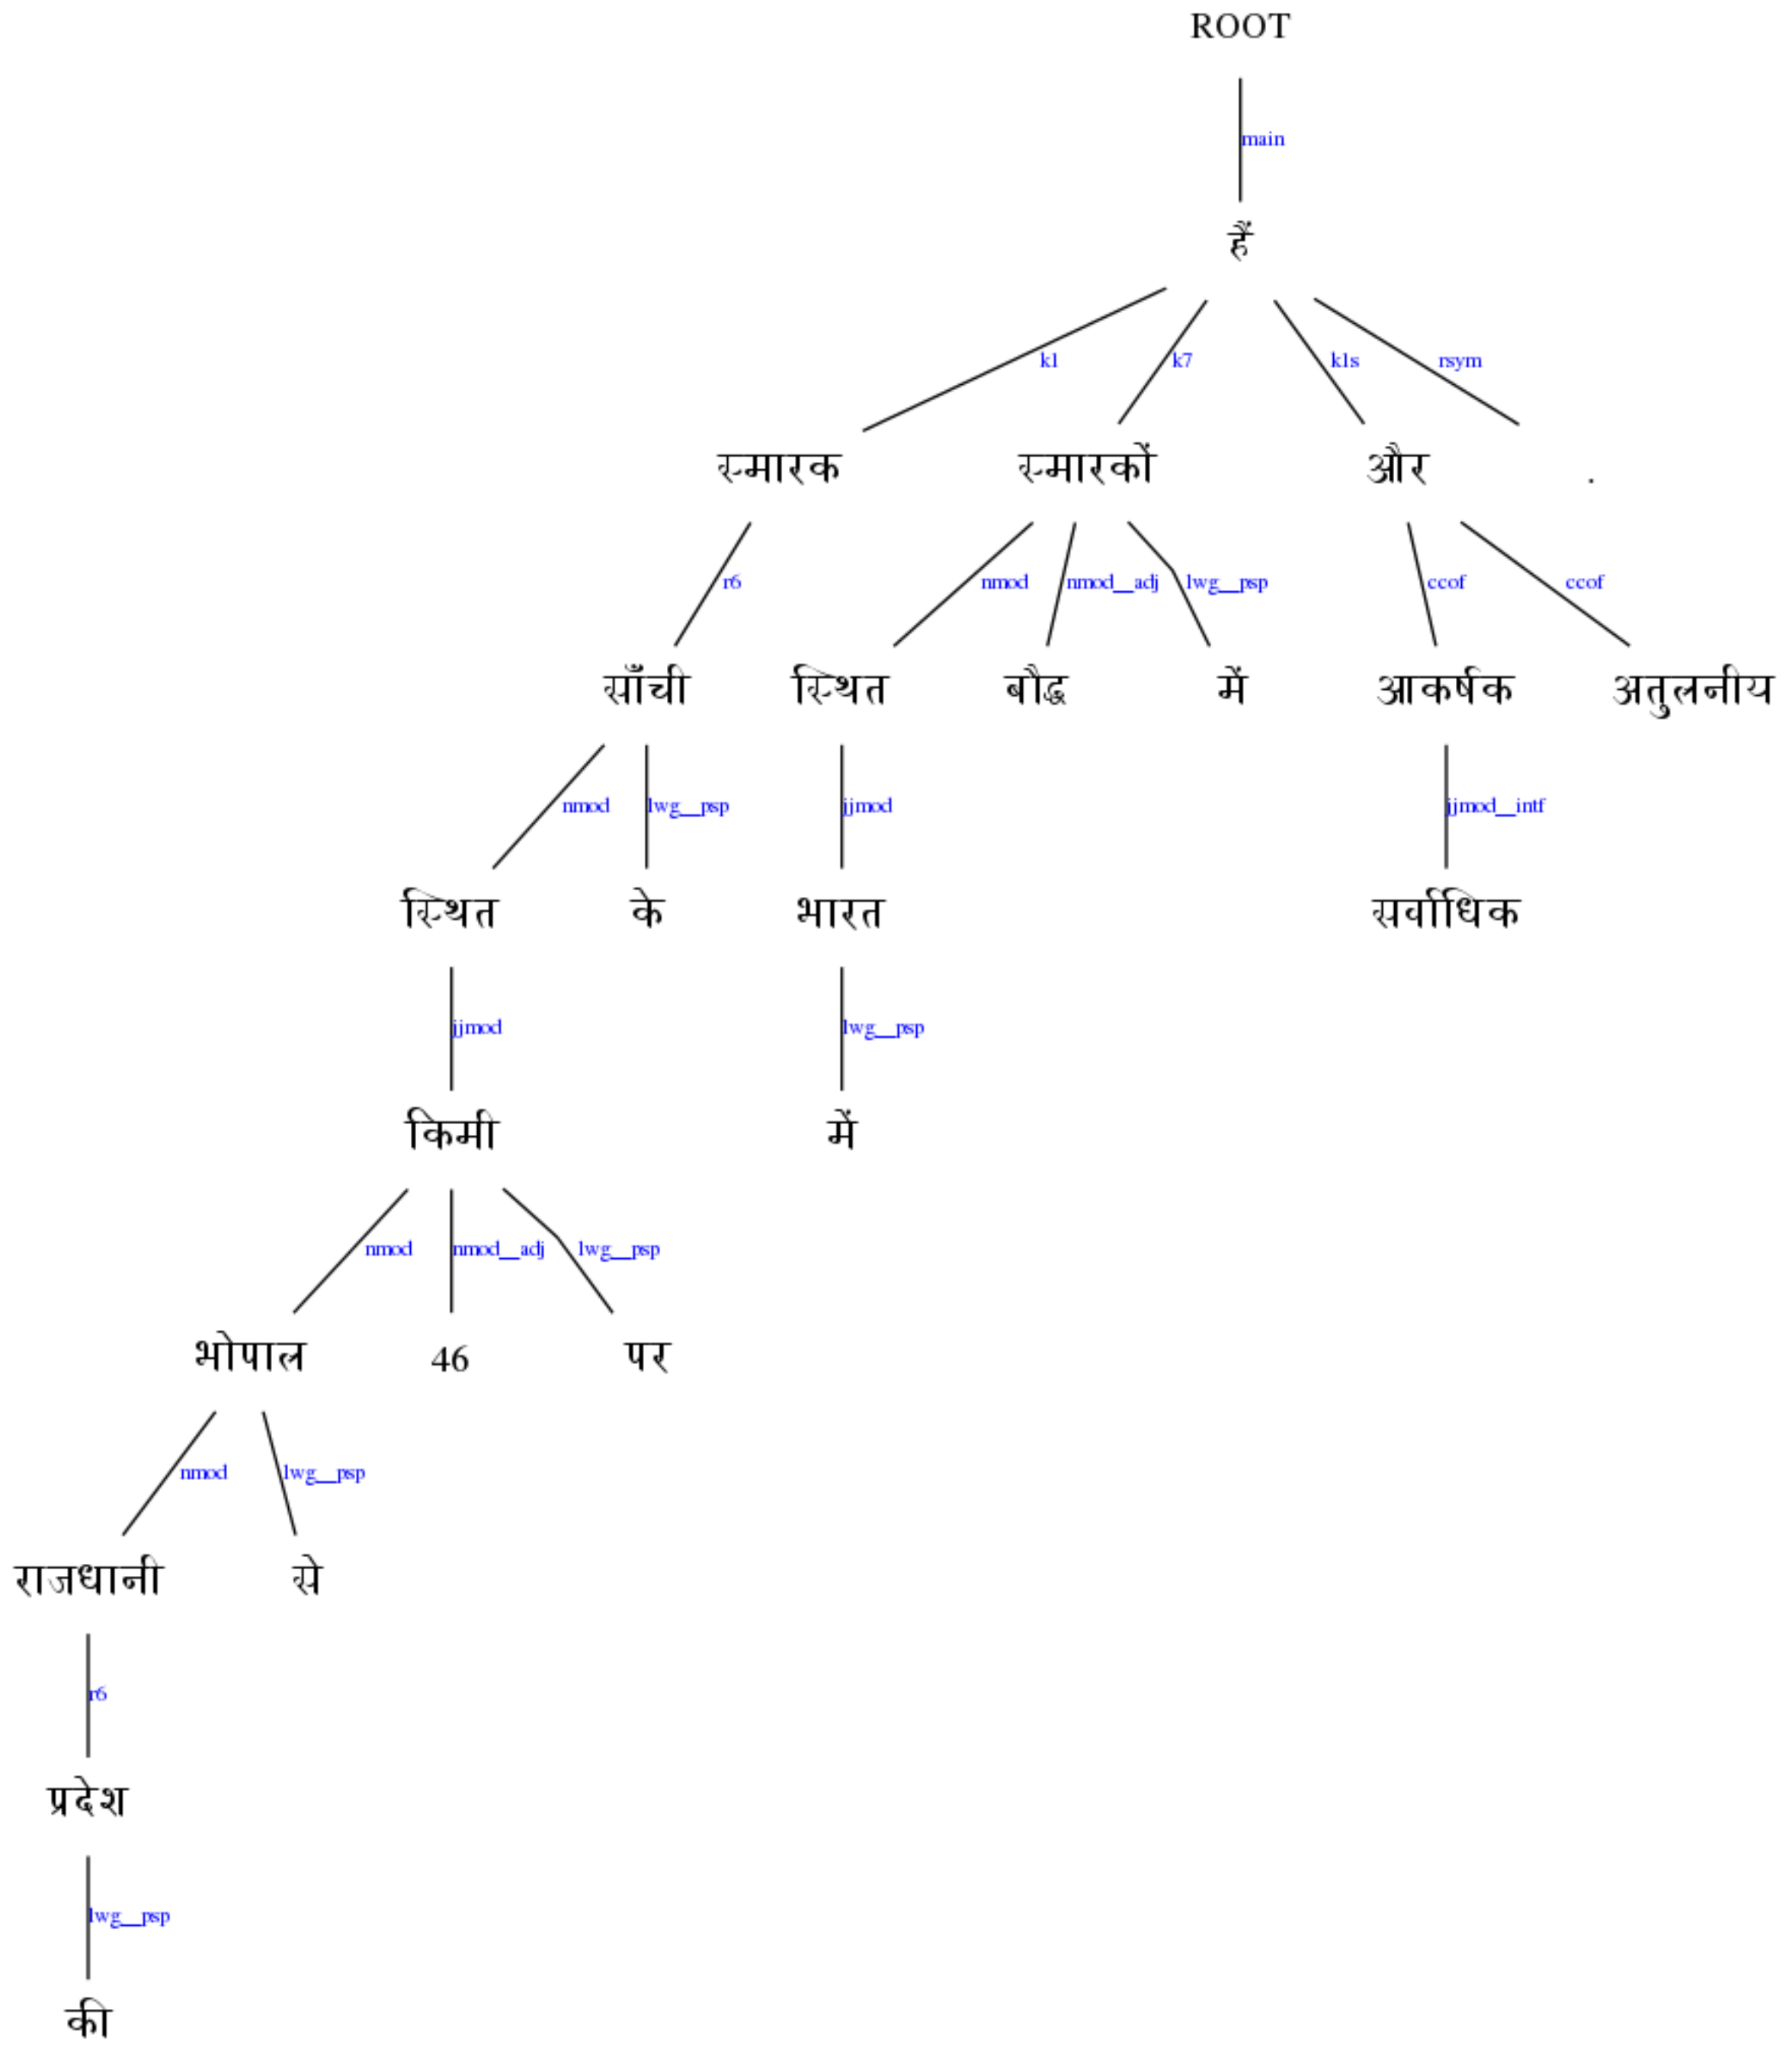 ROOT
main
हैं
k1 k7 k1s rsym
स्मारक स्मारकों और .
r6 nmod nmod__adj lwg__psp ccof ccof
साँची स्थित बौद्ध में आकर्षक अतुलनीय
nmod lwg__psp jjmod jjmod__intf
स्थित के भारत सर्वाधिक
jjmod lwg__psp
किमी में
nmod nmod__adj lwg__psp
भोपाल 46 पर
nmod lwg__psp
राजधानी से
r6
प्रदेश
lwg__psp
की